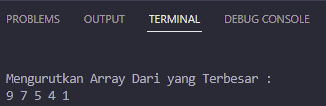 PROBLEMS OUTPUT TERMINAL DEBUG CONSOLE
Mengurutkan Array Dari yang Terbesar :
9 7 5 4 1